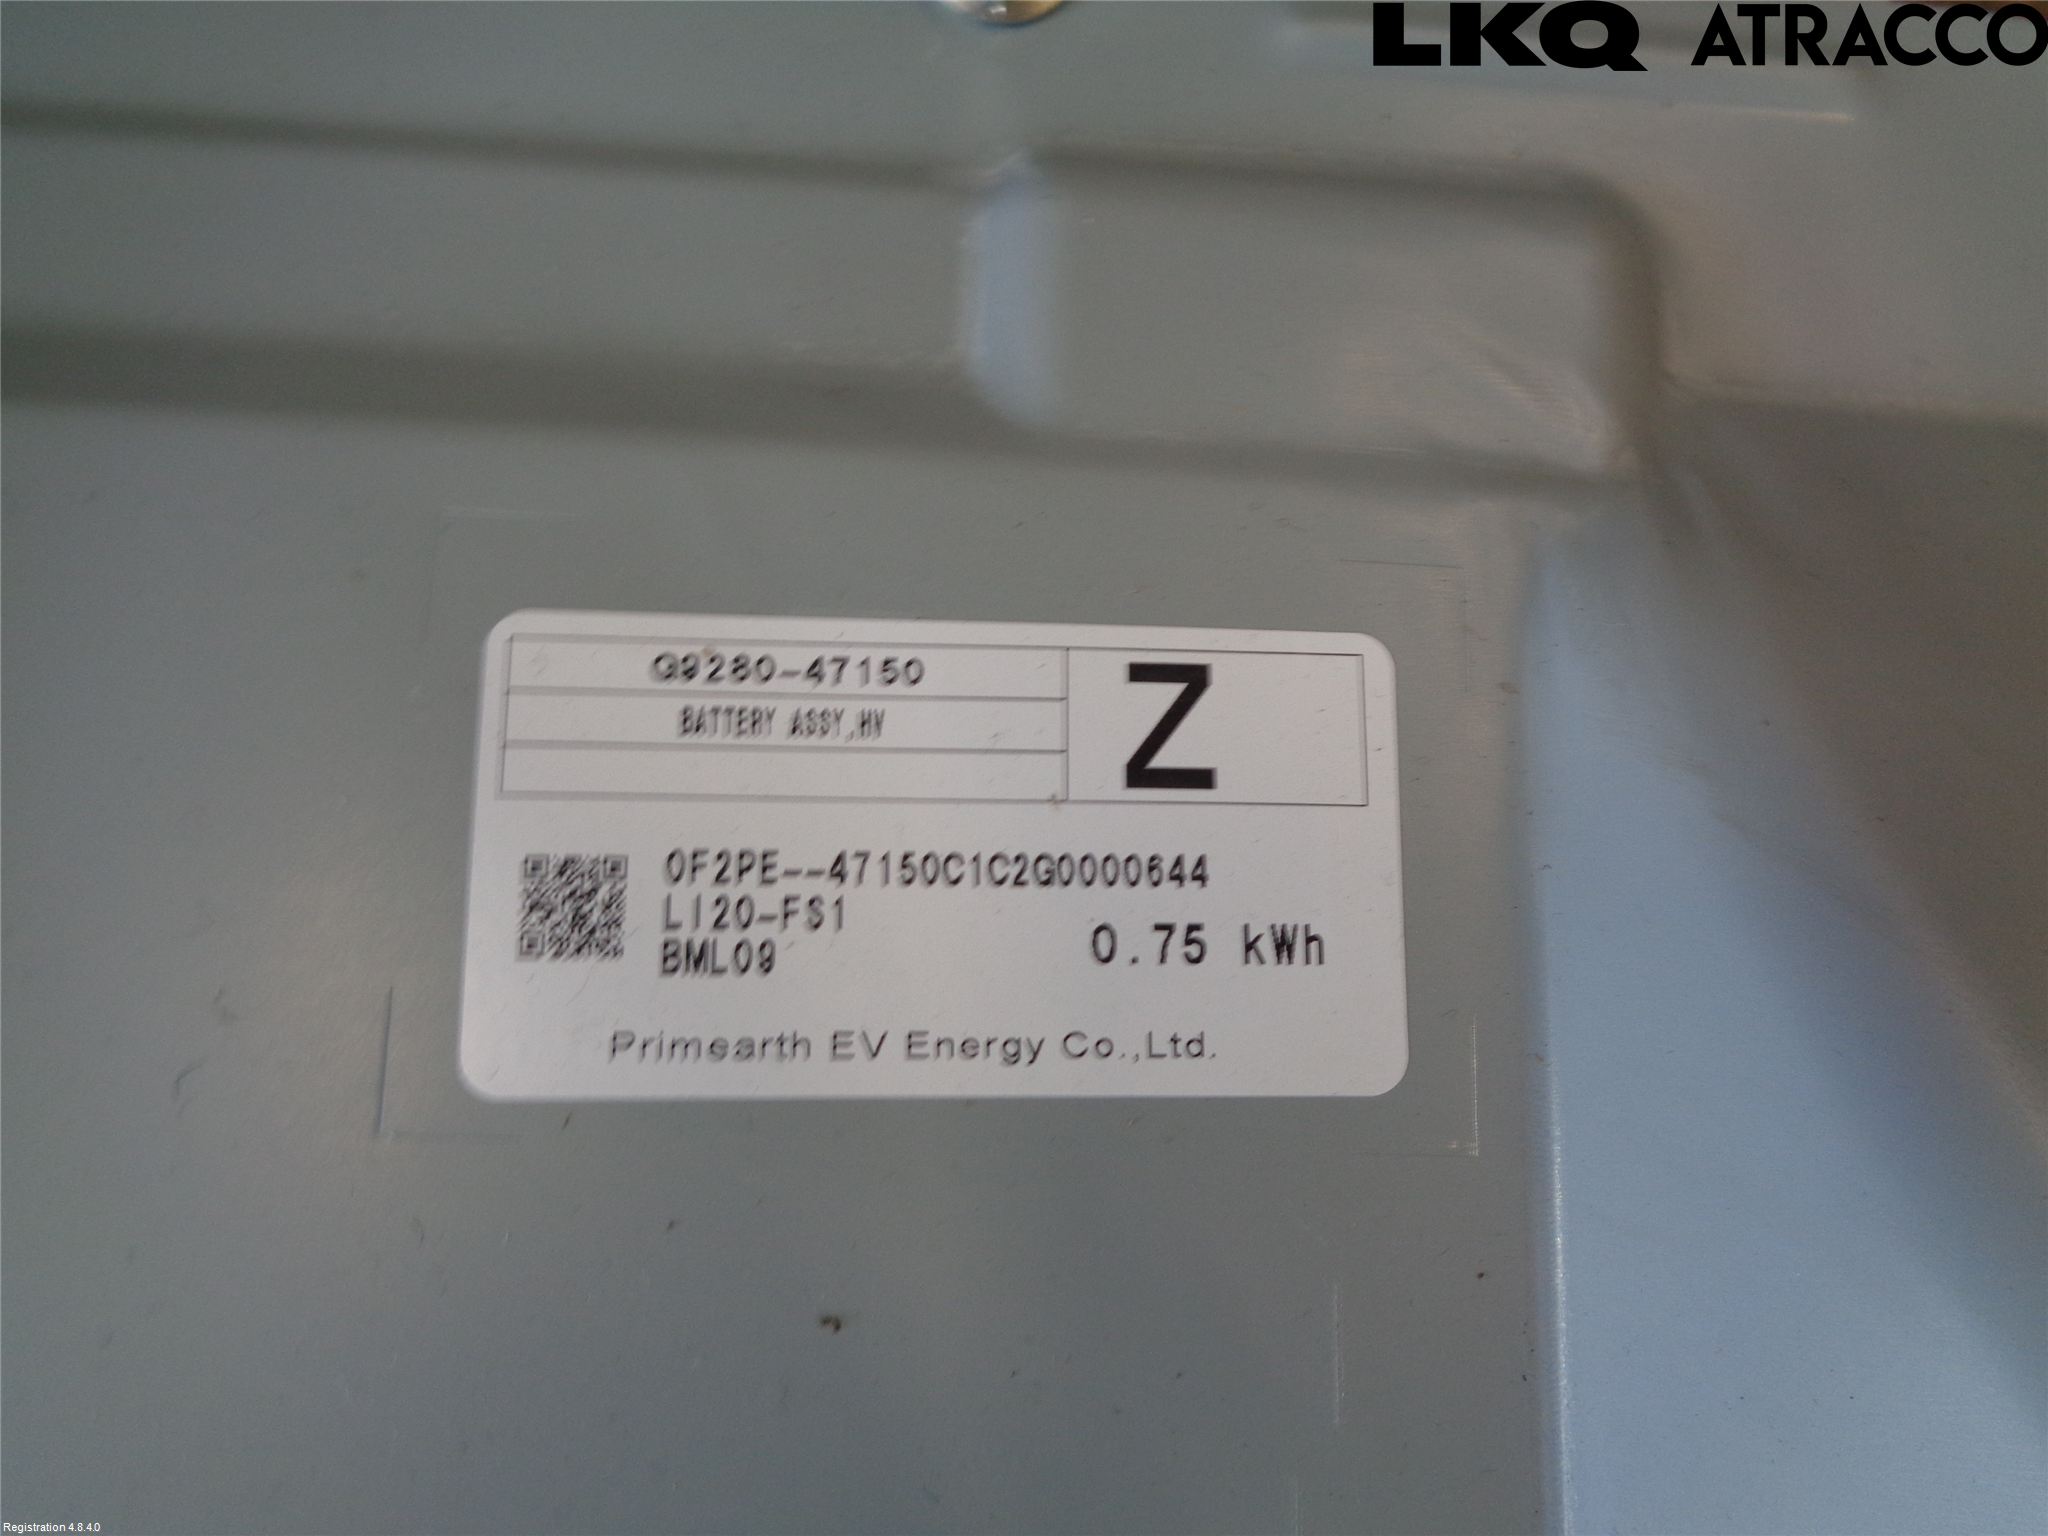 LKQ ATRACCO
G9280-47150
BATTERY ASSY,HV
Z
0F2PE--47150C1C2G0000644
LI20-FS1
BML09
0.75 kWh
Primearth EV Energy Co.,Ltd.
Registration 4.8.4.0